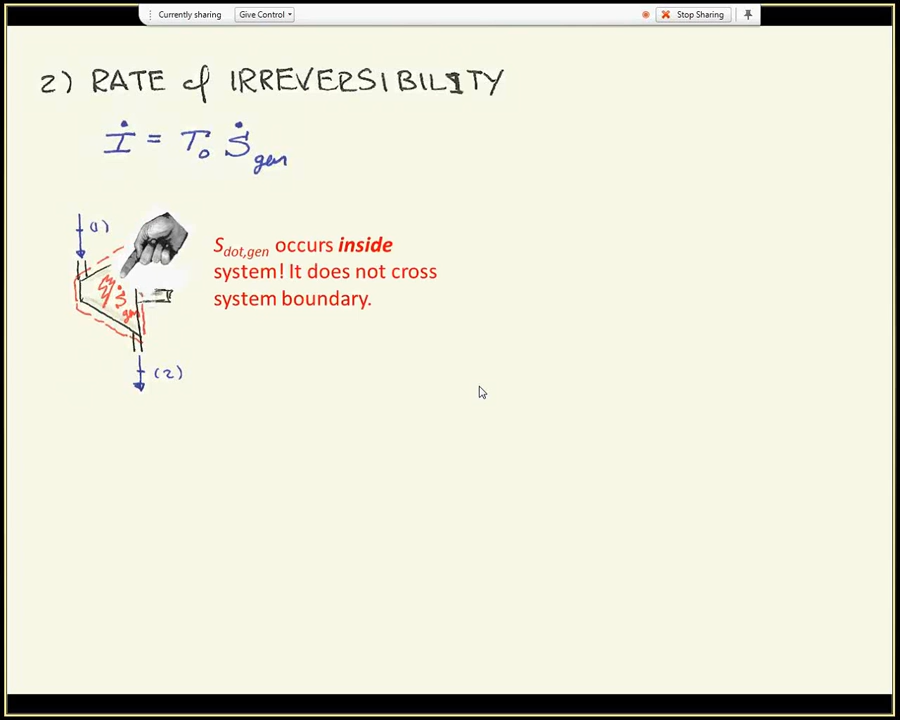 Currently sharing Give Control Stop Sharing
2) RATE of IRREVERSIBILITY
İ = T₀ Ṡgen
(1)
Sdot,gen occurs inside
system! It does not cross
system boundary.
Ṡgen
(2)